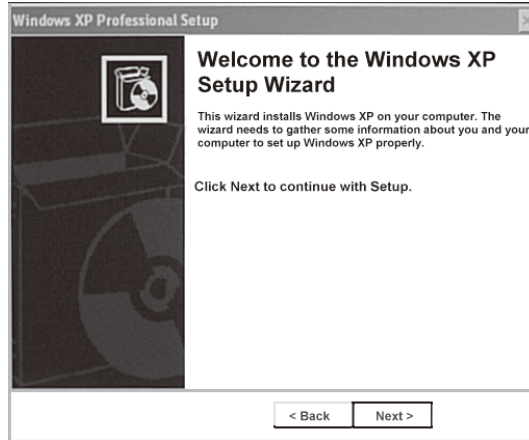 Windows XP Professional Setup
Welcome to the Windows XP
Setup Wizard
This wizard installs Windows XP on your computer. The
wizard needs to gather some information about you and your
computer to set up Windows XP properly.
Click Next to continue with Setup.
< Back
Next >